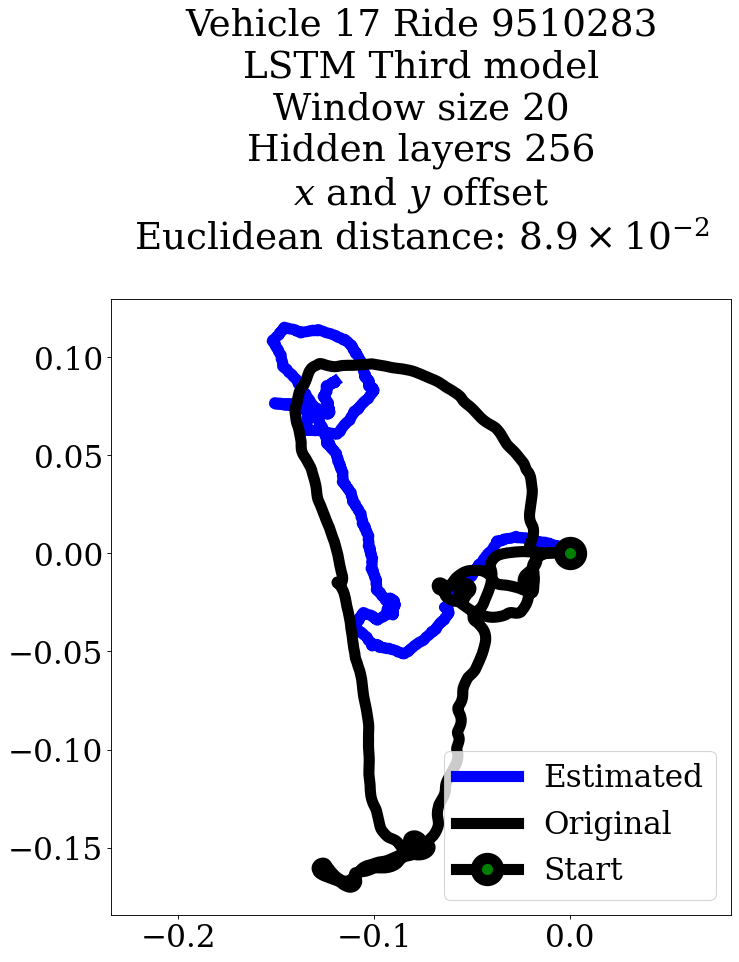 Vehicle 17 Ride 9510283
LSTM Third model
Window size 20
Hidden layers 256
x and y offset
Euclidean distance: 8.9 × 10⁻²
0.10
0.05
0.00
−0.05
−0.10
−0.15
Estimated
Original
Start
−0.2
−0.1
0.0